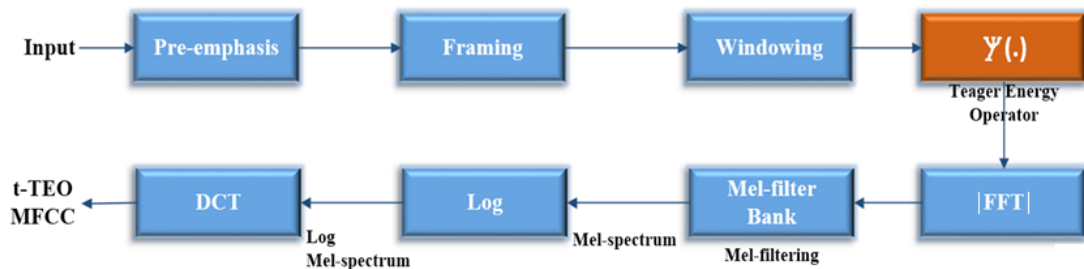 Input
Pre-emphasis
Framing
Windowing
Ψ(.)
Teager Energy
Operator
t-TEO
MFCC
DCT
Log
Mel-filter
Bank
|FFT|
Log
Mel-spectrum
Mel-spectrum
Mel-filtering